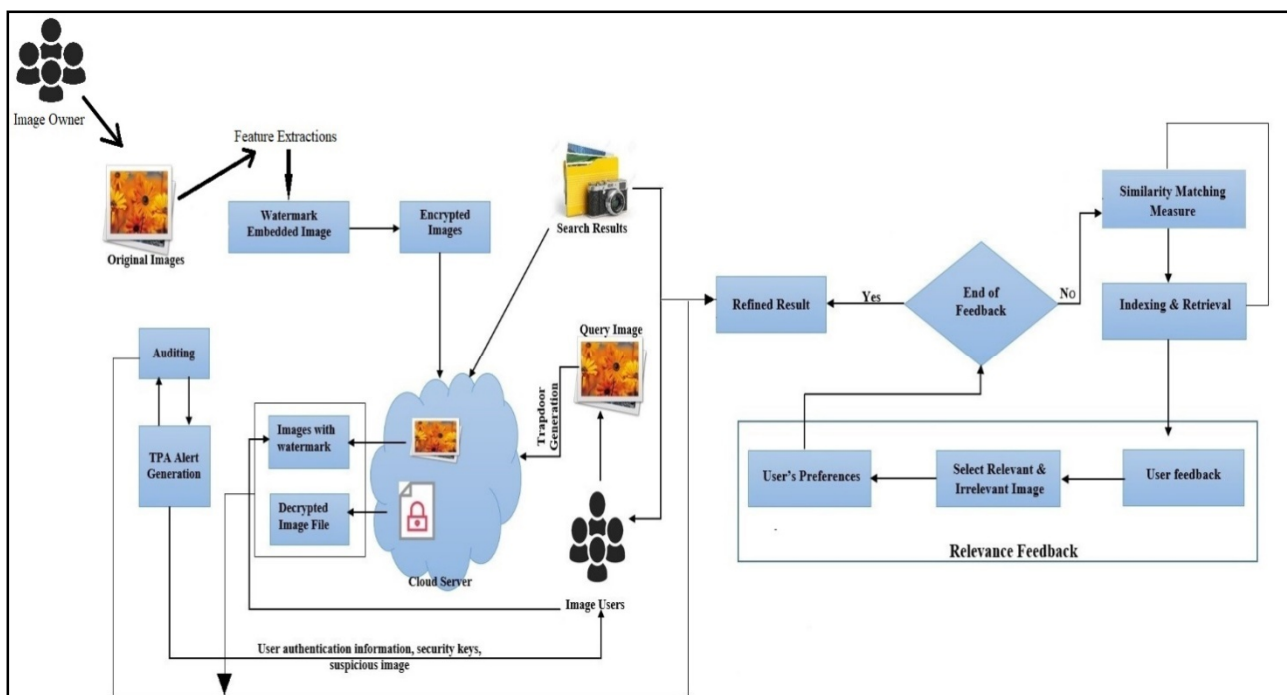 Image Owner
Feature Extractions
Original Images
Watermark
Embedded Image
Encrypted
Images
Search Results
Similarity Matching
Measure
Refined Result
Yes
End of
Feedback
No
Indexing & Retrieval
Auditing
Query Image
Trapdoor
Generation
TPA Alert
Generation
Images with
watermark
Decrypted
Image File
Cloud Server
Image Users
User's Preferences
Select Relevant &
Irrelevant Image
User feedback
Relevance Feedback
User authentication information, security keys,
suspicious image